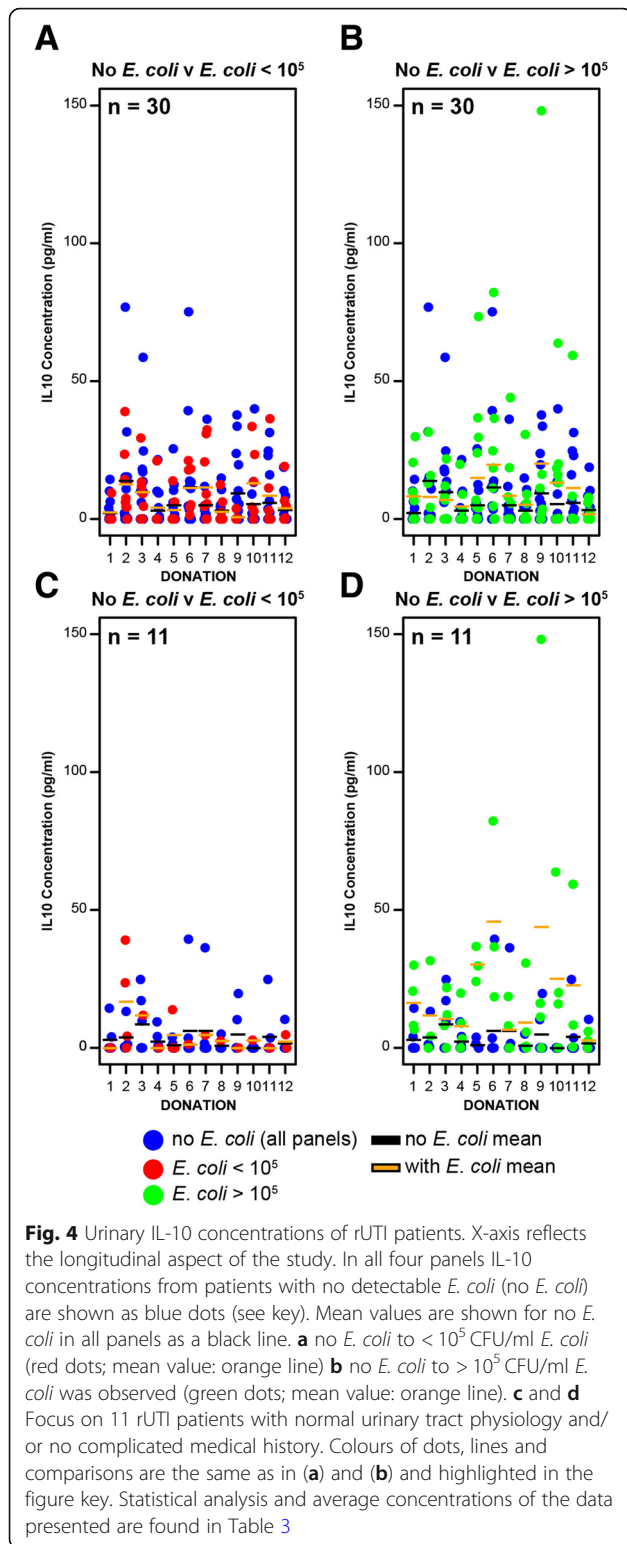 A
B
No E. coli v E. coli < 10⁵
No E. coli v E. coli > 10⁵
n = 30
n = 30
150
100
50
0
IL10 Concentration (pg/ml)
1 2 3 4 5 6 7 8 9 10 11 12
DONATION
150
100
50
0
IL10 Concentration (pg/ml)
1 2 3 4 5 6 7 8 9 10 11 12
DONATION
C
D
No E. coli v E. coli < 10⁵
No E. coli v E. coli > 10⁵
n = 11
n = 11
150
100
50
0
IL10 Concentration (pg/ml)
1 2 3 4 5 6 7 8 9 10 11 12
DONATION
150
100
50
0
IL10 Concentration (pg/ml)
1 2 3 4 5 6 7 8 9 10 11 12
DONATION
no E. coli (all panels)
no E. coli mean
E. coli < 10⁵
with E. coli mean
E. coli > 10⁵
Fig. 4 Urinary IL-10 concentrations of rUTI patients. X-axis reflects
the longitudinal aspect of the study. In all four panels IL-10
concentrations from patients with no detectable E. coli (no E. coli)
are shown as blue dots (see key). Mean values are shown for no E.
coli in all panels as a black line. a no E. coli to < 10⁵ CFU/ml E. coli
(red dots; mean value: orange line) b no E. coli to > 10⁵ CFU/ml E.
coli was observed (green dots; mean value: orange line). c and d
Focus on 11 rUTI patients with normal urinary tract physiology and/
or no complicated medical history. Colours of dots, lines and
comparisons are the same as in (a) and (b) and highlighted in the
figure key. Statistical analysis and average concentrations of the data
presented are found in Table 3